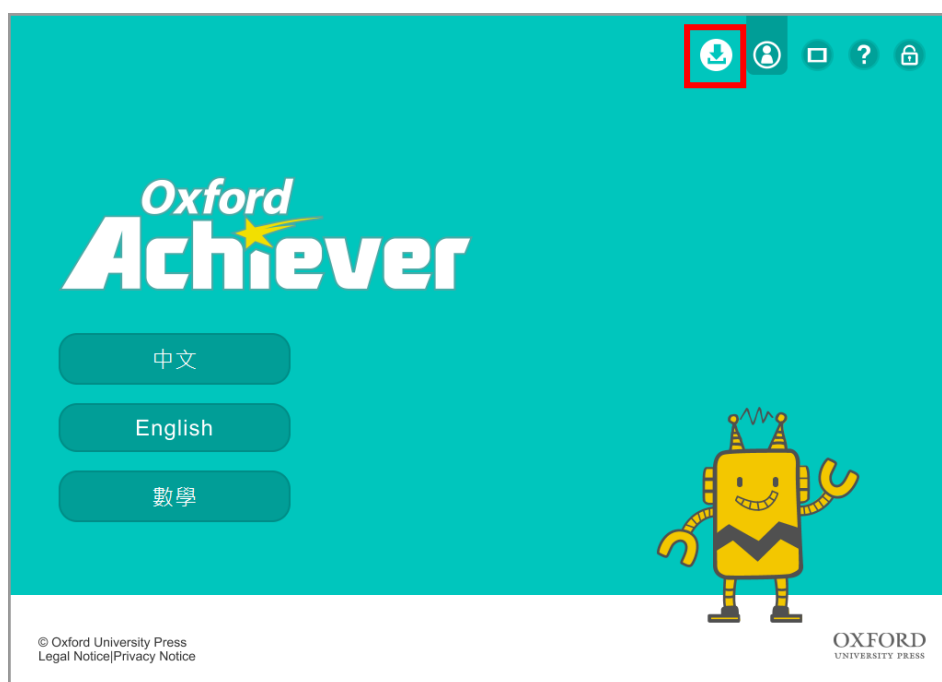 Oxford
Achiever
中文
English
數學
© Oxford University Press
Legal Notice|Privacy Notice
OXFORD
UNIVERSITY PRESS